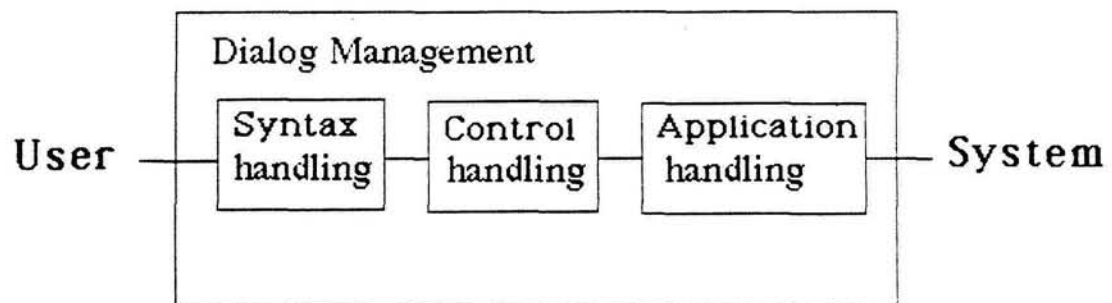 Dialog Management
User
Syntax
handling
Control
handling
Application
handling
System